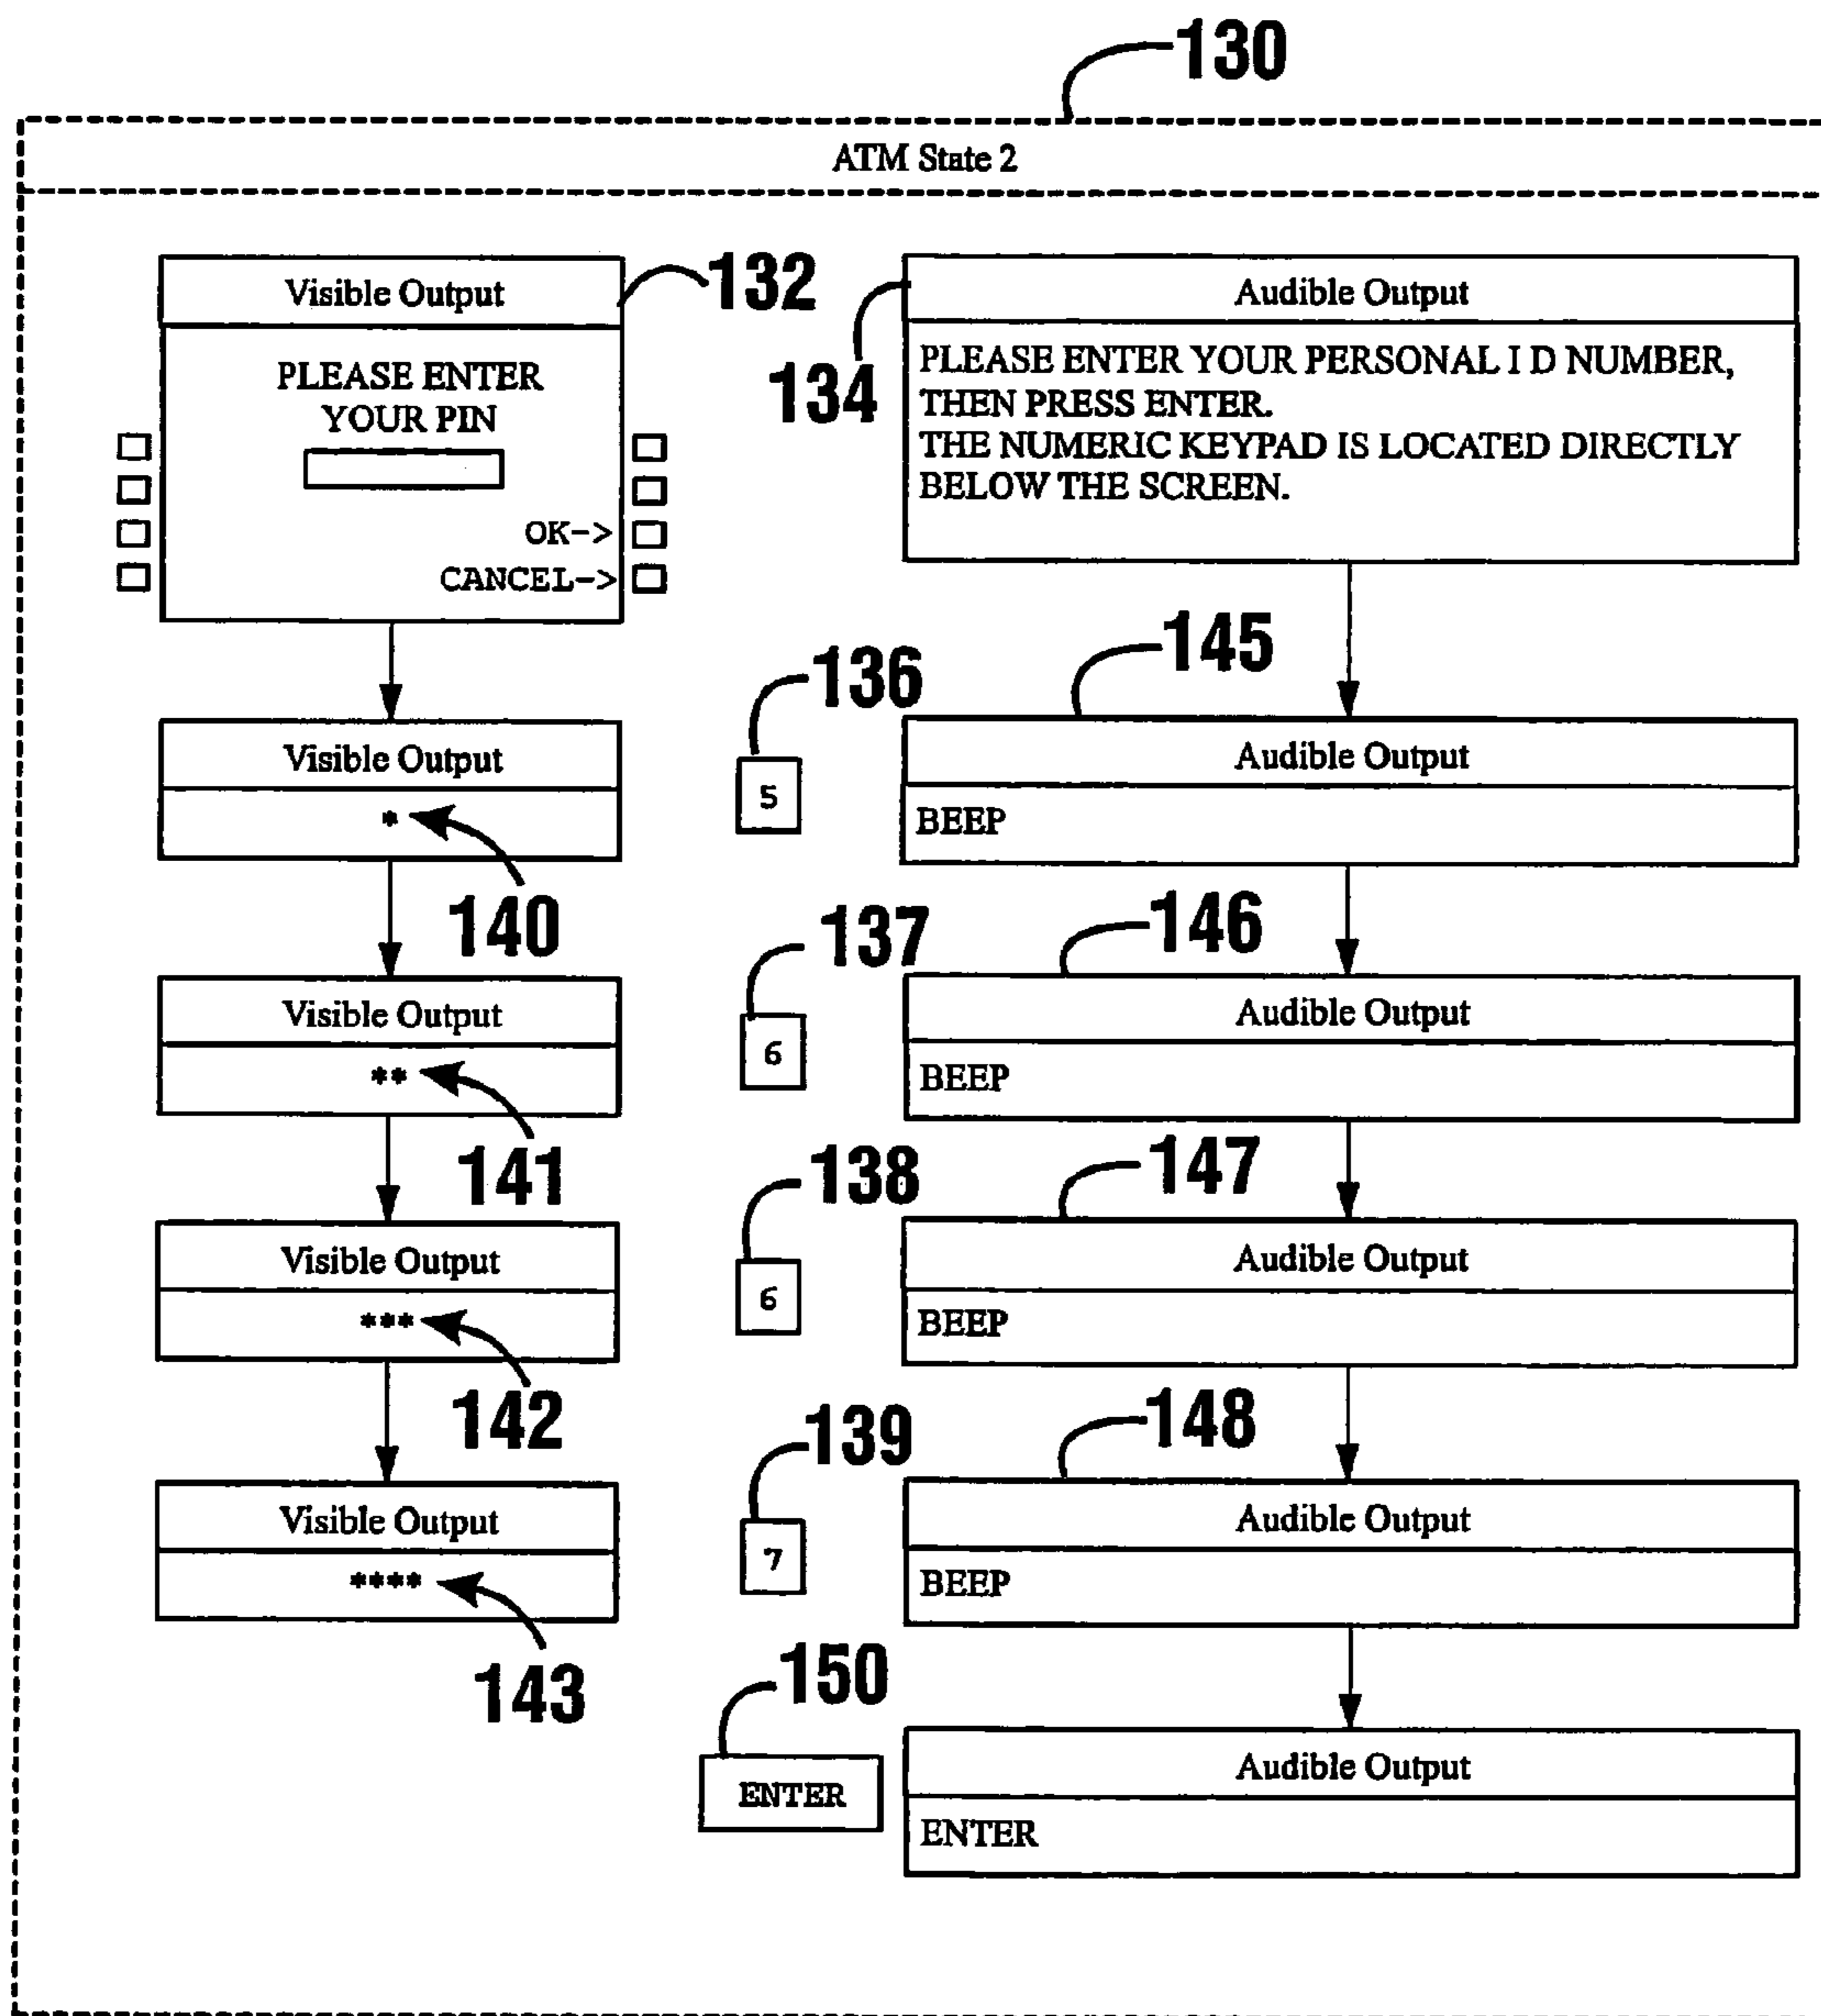 130
ATM State 2
Visible Output
132
PLEASE ENTER
YOUR PIN
OK->
CANCEL->
134
Audible Output
PLEASE ENTER YOUR PERSONAL I D NUMBER,
THEN PRESS ENTER.
THE NUMERIC KEYPAD IS LOCATED DIRECTLY
BELOW THE SCREEN.
Visible Output
*
140
136
5
145
Audible Output
BEEP
Visible Output
**
141
137
6
146
Audible Output
BEEP
Visible Output
***
142
138
6
147
Audible Output
BEEP
Visible Output
****
143
139
7
148
Audible Output
BEEP
150
ENTER
Audible Output
ENTER